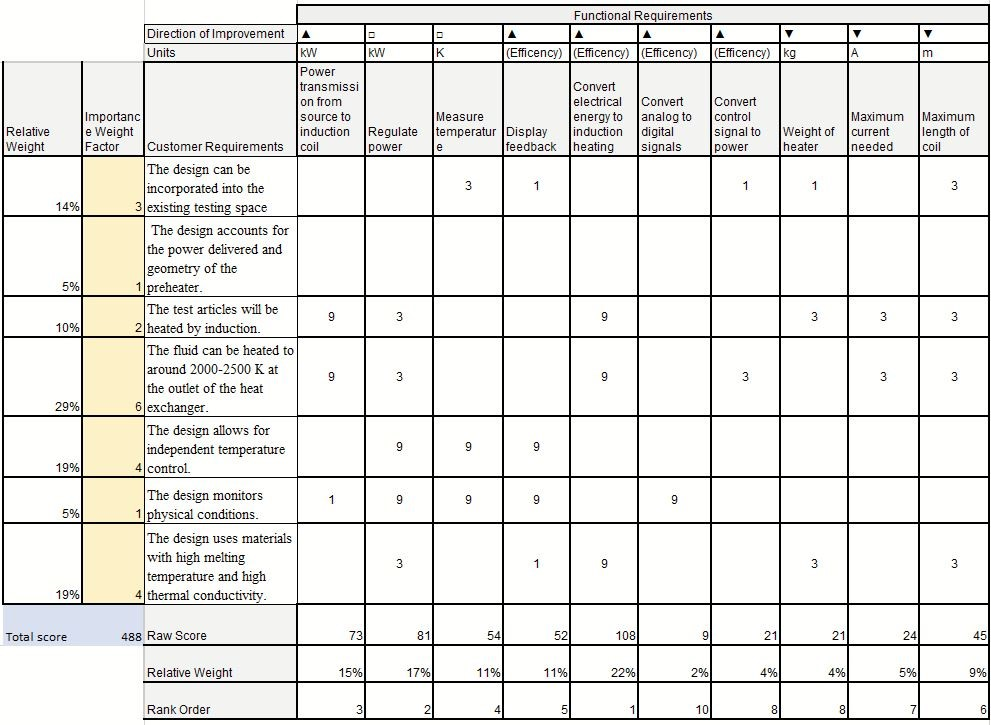 Functional Requirements
Direction of Improvement ▲ □ □ ▲ ▲ ▲ ▲ ▼ ▼ ▼
Units kW kW K (Efficency) (Efficency) (Efficency) (Efficency) kg A m
Relative
Weight
Importanc
e Weight
Factor
Customer Requirements
Power
transmissi
on from
source to
induction
coil
Regulate
power
Measure
temperatur
e
Display
feedback
Convert
electrical
energy to
induction
heating
Convert
analog to
digital
signals
Convert
control
signal to
power
Weight of
heater
Maximum
current
needed
Maximum
length of
coil
The design can be
incorporated into the
14% 3 existing testing space 3 1 1 1 3
The design accounts for
the power delivered and
geometry of the
5% 1 preheater.
The test articles will be
10% 2 heated by induction. 9 3 9 3 3 3
The fluid can be heated to
around 2000-2500 K at
the outlet of the heat
29% 6 exchanger. 9 3 9 3 3 3
The design allows for
independent temperature
19% 4 control. 9 9 9
The design monitors
5% 1 physical conditions. 1 9 9 9 9
The design uses materials
with high melting
temperature and high
19% 4 thermal conductivity. 3 1 9 3 3
Total score 488 Raw Score 73 81 54 52 108 9 21 21 24 45
Relative Weight 15% 17% 11% 11% 22% 2% 4% 4% 5% 9%
Rank Order 3 2 4 5 1 10 8 8 7 6